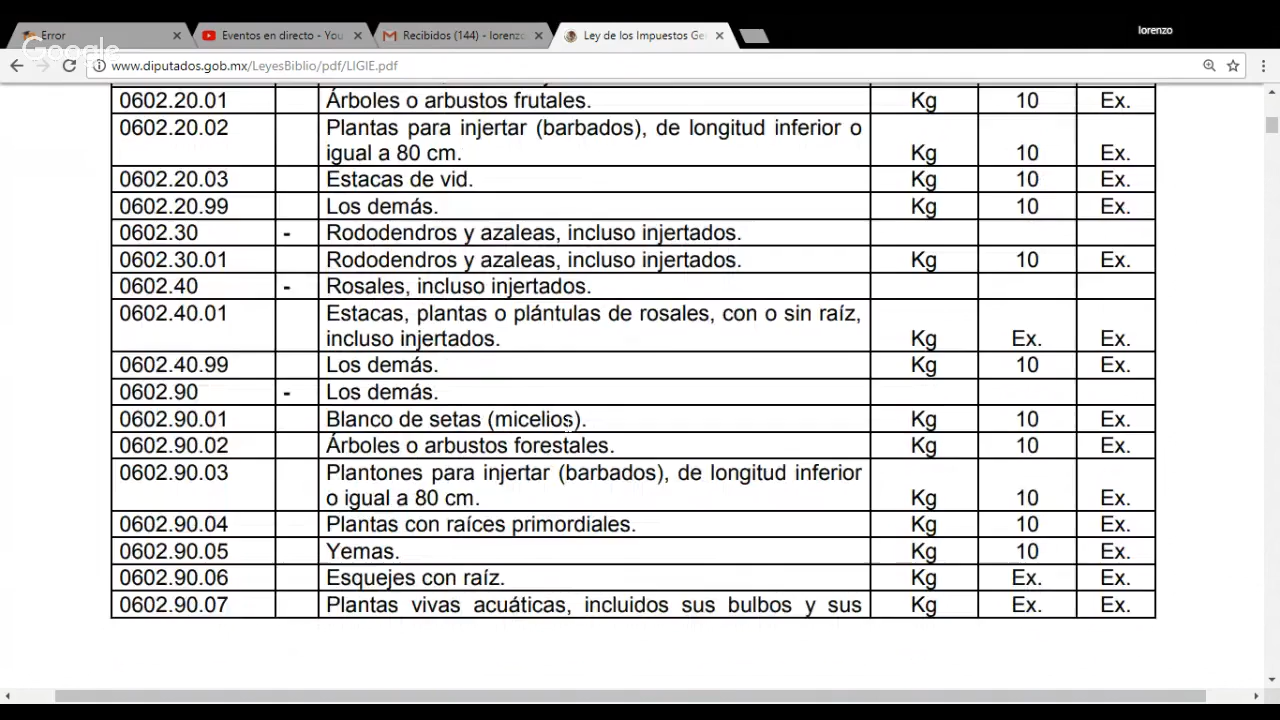 lorenzo
Error
Eventos en directo - You
Recibidos (144) - lorenz
Ley de los Impuestos Ge
Google
www.diputados.gob.mx/LeyesBiblio/pdf/LIGIE.pdf
0602.20.01 Árboles o arbustos frutales. Kg 10 Ex.
0602.20.02 Plantas para injertar (barbados), de longitud inferior o
igual a 80 cm. Kg 10 Ex.
0602.20.03 Estacas de vid. Kg 10 Ex.
0602.20.99 Los demás. Kg 10 Ex.
0602.30 - Rododendros y azaleas, incluso injertados.
0602.30.01 Rododendros y azaleas, incluso injertados. Kg 10 Ex.
0602.40 - Rosales, incluso injertados.
0602.40.01 Estacas, plantas o plántulas de rosales, con o sin raíz,
incluso injertados. Kg Ex. Ex.
0602.40.99 Los demás. Kg 10 Ex.
0602.90 - Los demás.
0602.90.01 Blanco de setas (micelios). Kg 10 Ex.
0602.90.02 Árboles o arbustos forestales. Kg 10 Ex.
0602.90.03 Plantones para injertar (barbados), de longitud inferior
o igual a 80 cm. Kg 10 Ex.
0602.90.04 Plantas con raíces primordiales. Kg 10 Ex.
0602.90.05 Yemas. Kg 10 Ex.
0602.90.06 Esquejes con raíz. Kg Ex. Ex.
0602.90.07 Plantas vivas acuáticas, incluidos sus bulbos y sus Kg Ex. Ex.